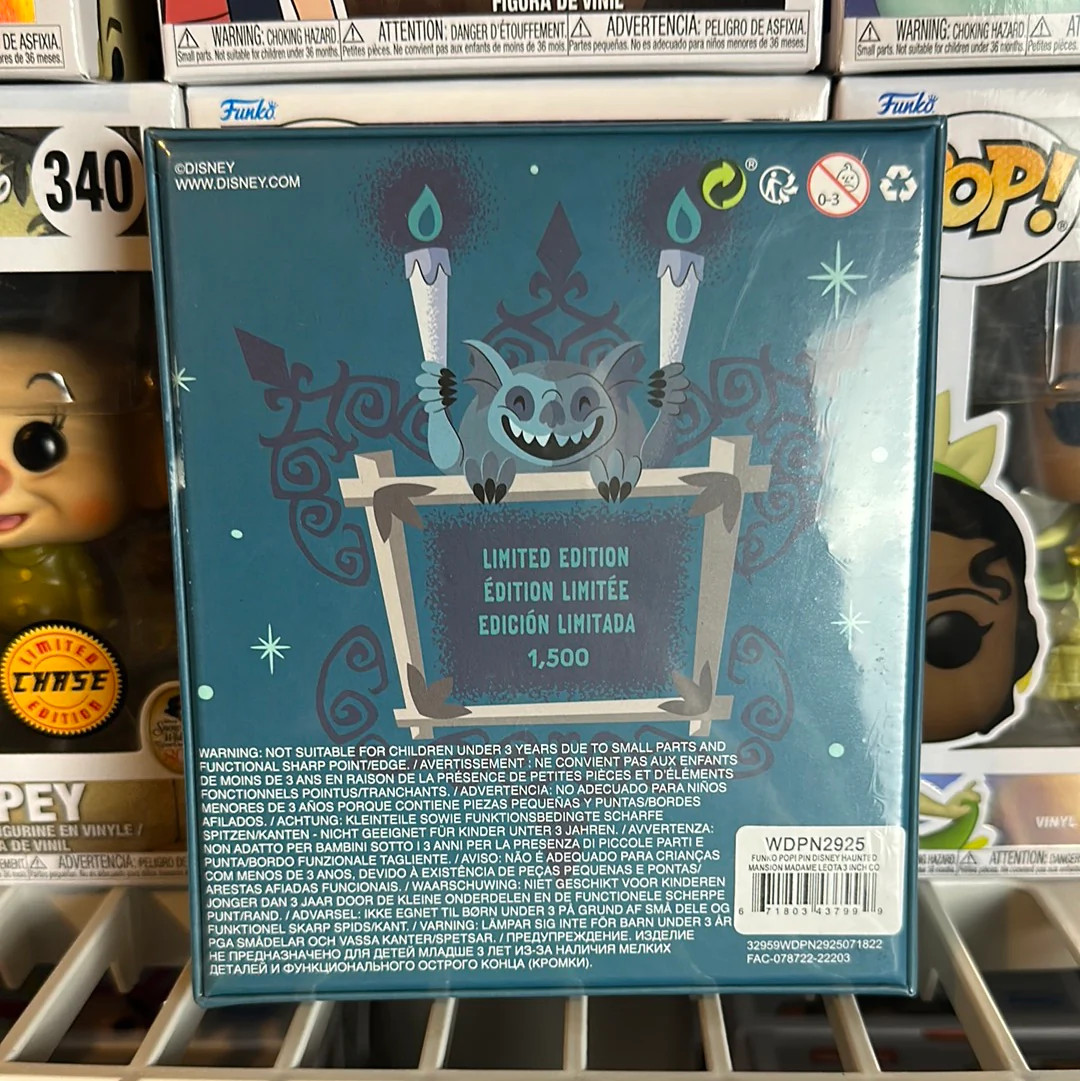 FIGURA DE VINIL
DE ASFIXIA.
res de 36 meses.
WARNING: CHOKING HAZARD.
Small parts. Not suitable for children under 36 months.
ATTENTION: DANGER D'ÉTOUFFEMENT.
Petites pièces. Ne convient pas aux enfants de moins de 36 mois.
ADVERTENCIA: PELIGRO DE ASFIXIA.
Partes pequeñas. No es adecuado para niños menores de 36 meses.
WARNING: CHOKING HAZARD.
Small parts. Not suitable for children under 36 months.
Petites pièces.
Funko
Funko
340
POP!
©DISNEY
WWW.DISNEY.COM
0-3
LIMITED EDITION
ÉDITION LIMITÉE
EDICIÓN LIMITADA
1,500
LIMITED
CHASE
EDITION
WARNING: NOT SUITABLE FOR CHILDREN UNDER 3 YEARS DUE TO SMALL PARTS AND
FUNCTIONAL SHARP POINT/EDGE. / AVERTISSEMENT : NE CONVIENT PAS AUX ENFANTS
DE MOINS DE 3 ANS EN RAISON DE LA PRÉSENCE DE PETITES PIÈCES ET D'ÉLÉMENTS
FONCTIONNELS POINTUS/TRANCHANTS. / ADVERTENCIA: NO ADECUADO PARA NIÑOS
MENORES DE 3 AÑOS PORQUE CONTIENE PIEZAS PEQUEÑAS Y PUNTAS/BORDES
AFILADOS. / ACHTUNG: KLEINTEILE SOWIE FUNKTIONSBEDINGTE SCHARFE
SPITZEN/KANTEN - NICHT GEEIGNET FÜR KINDER UNTER 3 JAHREN. / AVVERTENZA:
NON ADATTO PER BAMBINI SOTTO I 3 ANNI PER LA PRESENZA DI PICCOLE PARTI E
PUNTA/BORDO FUNZIONALE TAGLIENTE. / AVISO: NÃO É ADEQUADO PARA CRIANÇAS
COM MENOS DE 3 ANOS, DEVIDO À EXISTÊNCIA DE PEÇAS PEQUENAS E PONTAS/
ARESTAS AFIADAS FUNCIONAIS. / WAARSCHUWING: NIET GESCHIKT VOOR KINDEREN
JONGER DAN 3 JAAR DOOR DE KLEINE ONDERDELEN EN DE FUNCTIONELE SCHERPE
PUNT/RAND. / ADVARSEL: IKKE EGNET TIL BØRN UNDER 3 PÅ GRUND AF SMÅ DELE OG
FUNKTIONEL SKARP SPIDS/KANT. / VARNING: LÄMPAR SIG INTE FÖR BARN UNDER 3 ÅR
PGA SMÅDELAR OCH VASSA KANTER/SPETSAR. / ПРЕДУПРЕЖДЕНИЕ. ИЗДЕЛИЕ
НЕ ПРЕДНАЗНАЧЕНО ДЛЯ ДЕТЕЙ МЛАДШЕ 3 ЛЕТ ИЗ-ЗА НАЛИЧИЯ МЕЛКИХ
ДЕТАЛЕЙ И ФУНКЦИОНАЛЬНОГО ОСТРОГО КОНЦА (КРОМКИ).
WDPN2925
FUNKO POP! PIN DISNEY HAUNTED
MANSION MADAME LEOTA 3 INCH CO
6 71803 43799 9
32959WDPN2925071822
FAC-078722-22203
PEY
GURINE EN VINYLE /
A DE VINIL
ADVERTENCIA: PELIGRO DE
VINYL
HAZARD.
ATTENTION: DANGER